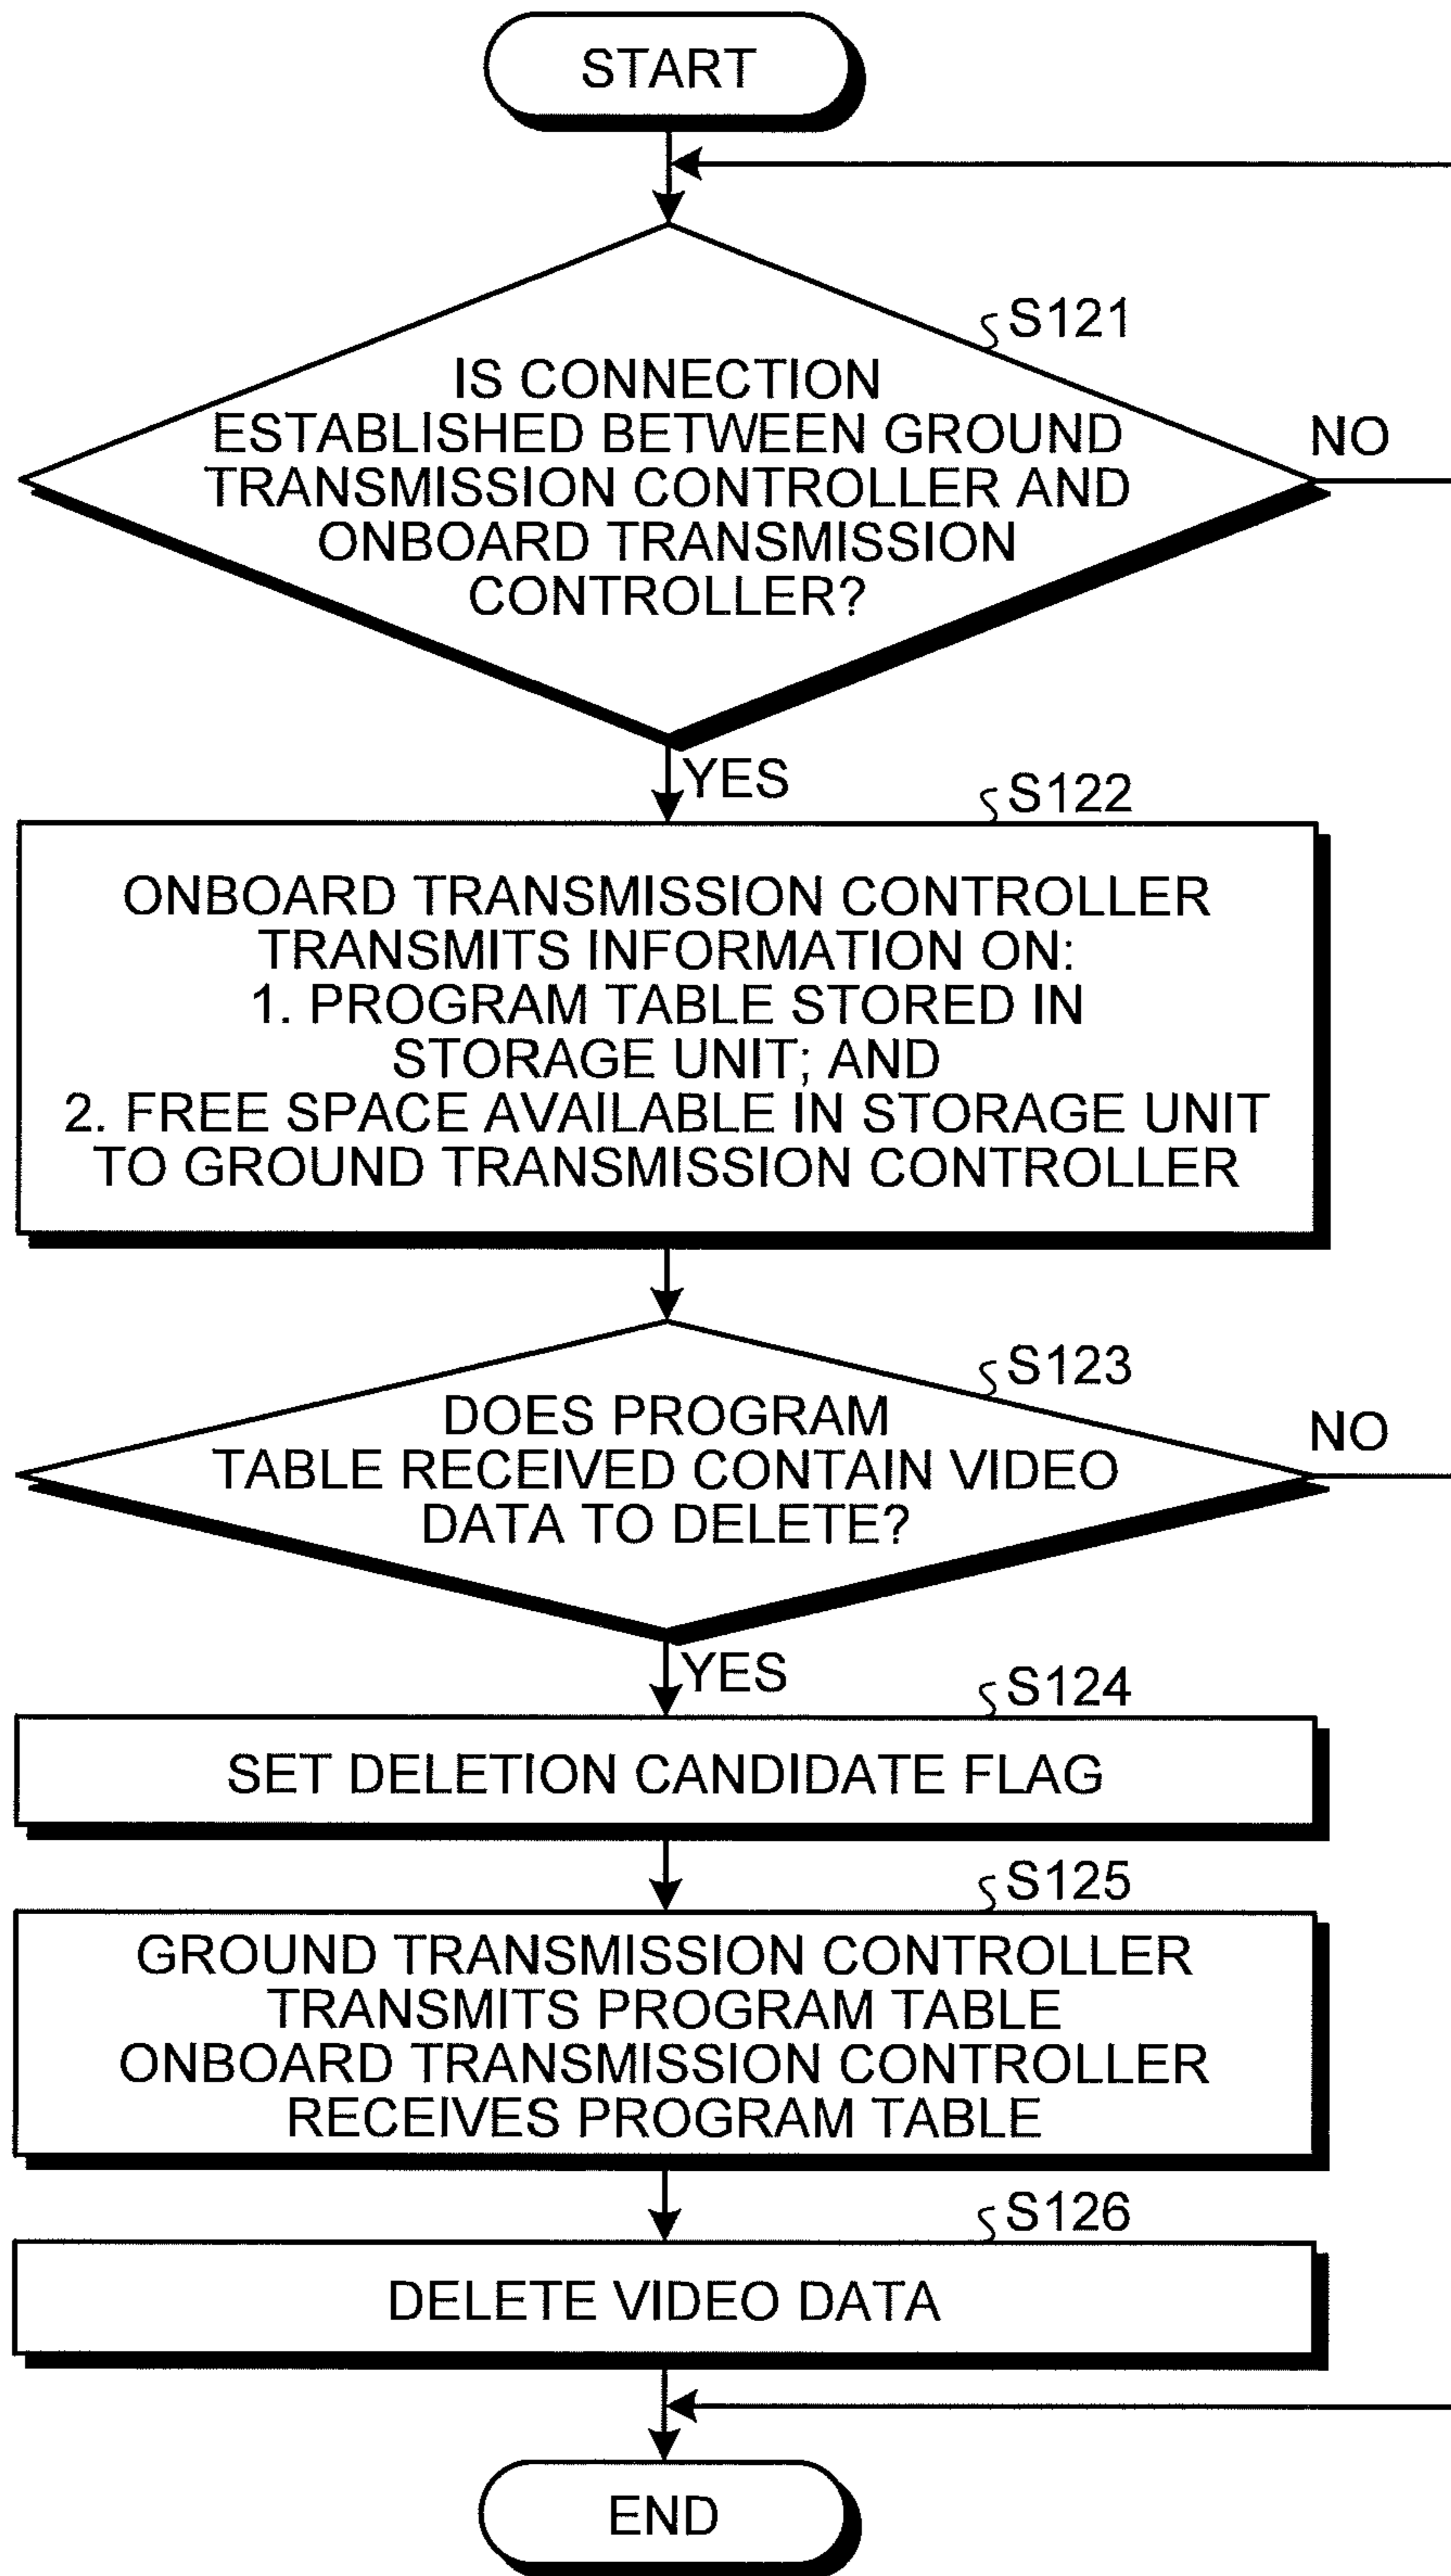 START
S121
IS CONNECTION
ESTABLISHED BETWEEN GROUND
TRANSMISSION CONTROLLER AND
ONBOARD TRANSMISSION
CONTROLLER?
NO
YES
S122
ONBOARD TRANSMISSION CONTROLLER
TRANSMITS INFORMATION ON:
1. PROGRAM TABLE STORED IN
STORAGE UNIT; AND
2. FREE SPACE AVAILABLE IN STORAGE UNIT
TO GROUND TRANSMISSION CONTROLLER
S123
DOES PROGRAM
TABLE RECEIVED CONTAIN VIDEO
DATA TO DELETE?
NO
YES
S124
SET DELETION CANDIDATE FLAG
S125
GROUND TRANSMISSION CONTROLLER
TRANSMITS PROGRAM TABLE
ONBOARD TRANSMISSION CONTROLLER
RECEIVES PROGRAM TABLE
S126
DELETE VIDEO DATA
END